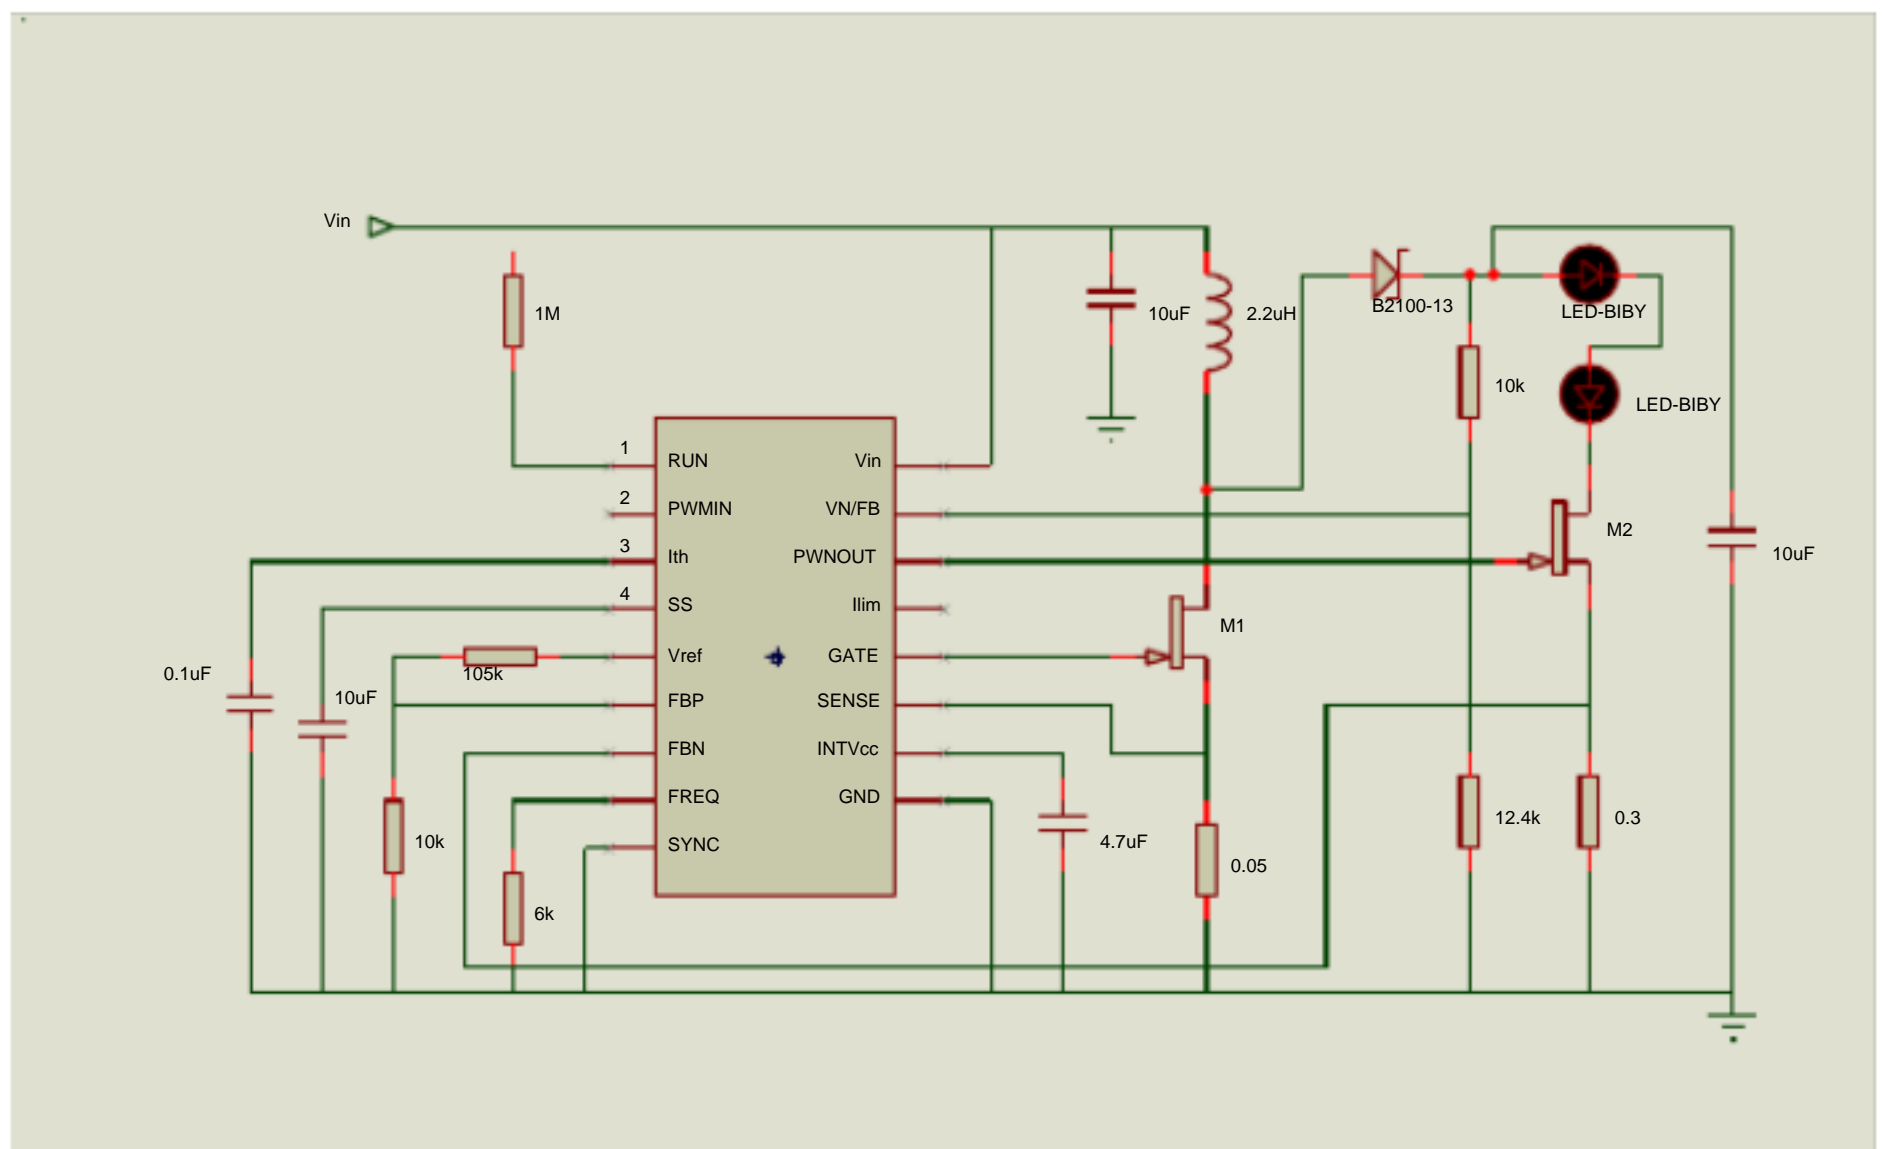 Vin
1M
10uF
2.2uH
B2100-13
LED-BIBY
10k
LED-BIBY
1
RUN
Vin
2
PWMIN
VN/FB
M2
3
Ith
PWNOUT
10uF
4
SS
Ilim
M1
Vref
GATE
0.1uF
105k
10uF
FBP
SENSE
FBN
INTVcc
FREQ
GND
10k
SYNC
4.7uF
12.4k
0.3
0.05
6k